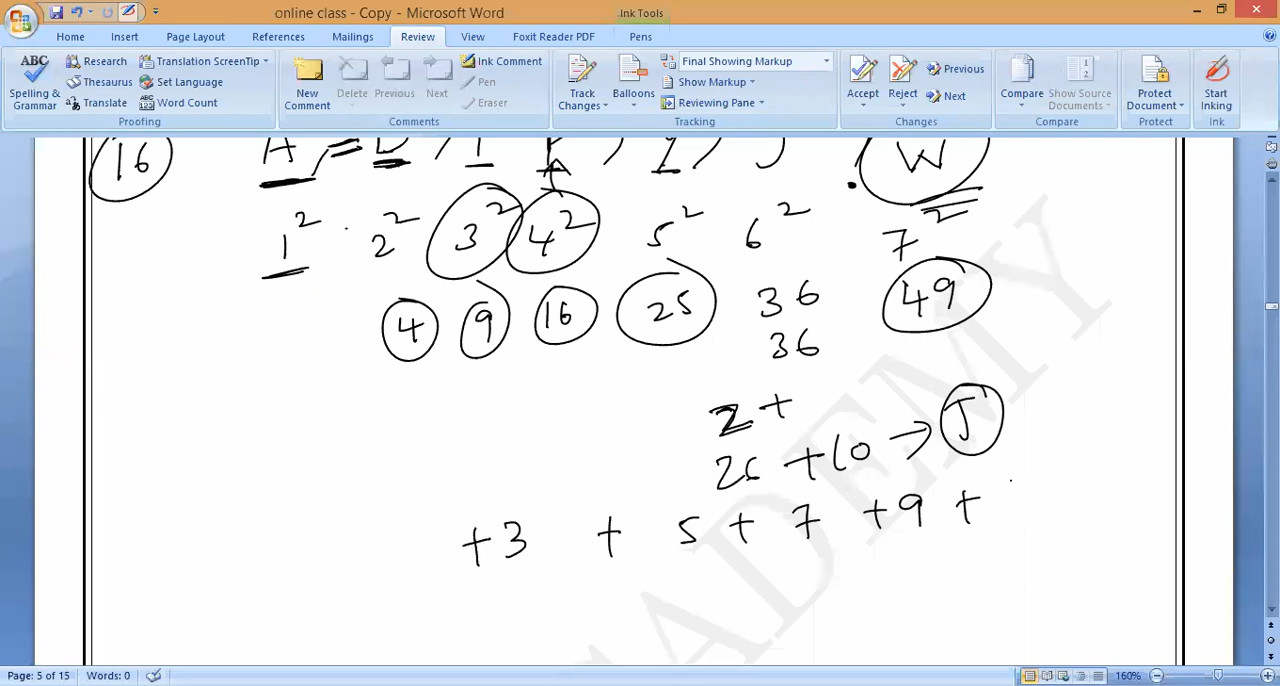 online class - Copy - Microsoft Word
Ink Tools
Home Insert Page Layout References Mailings Review View Foxit Reader PDF Pens
ABC Spelling & Grammar Research Thesaurus Translate Translation ScreenTip Set Language Word Count
New Comment Delete Previous Next Ink Comment Pen Eraser
Track Changes Balloons Final Showing Markup Show Markup Reviewing Pane
Accept Reject Previous Next Compare Show Source Documents Protect Document Start Inking
Proofing Comments Tracking Changes Compare Protect Ink
16 A, D, I P, , J W
1² 2² 3² 4² 5² 6² 7²
4 9 16 25 36 49
36
Z +
26 +10 → J
+3 + 5 + 7 +9 +
ADEMY
Page: 5 of 15 Words: 0 160%